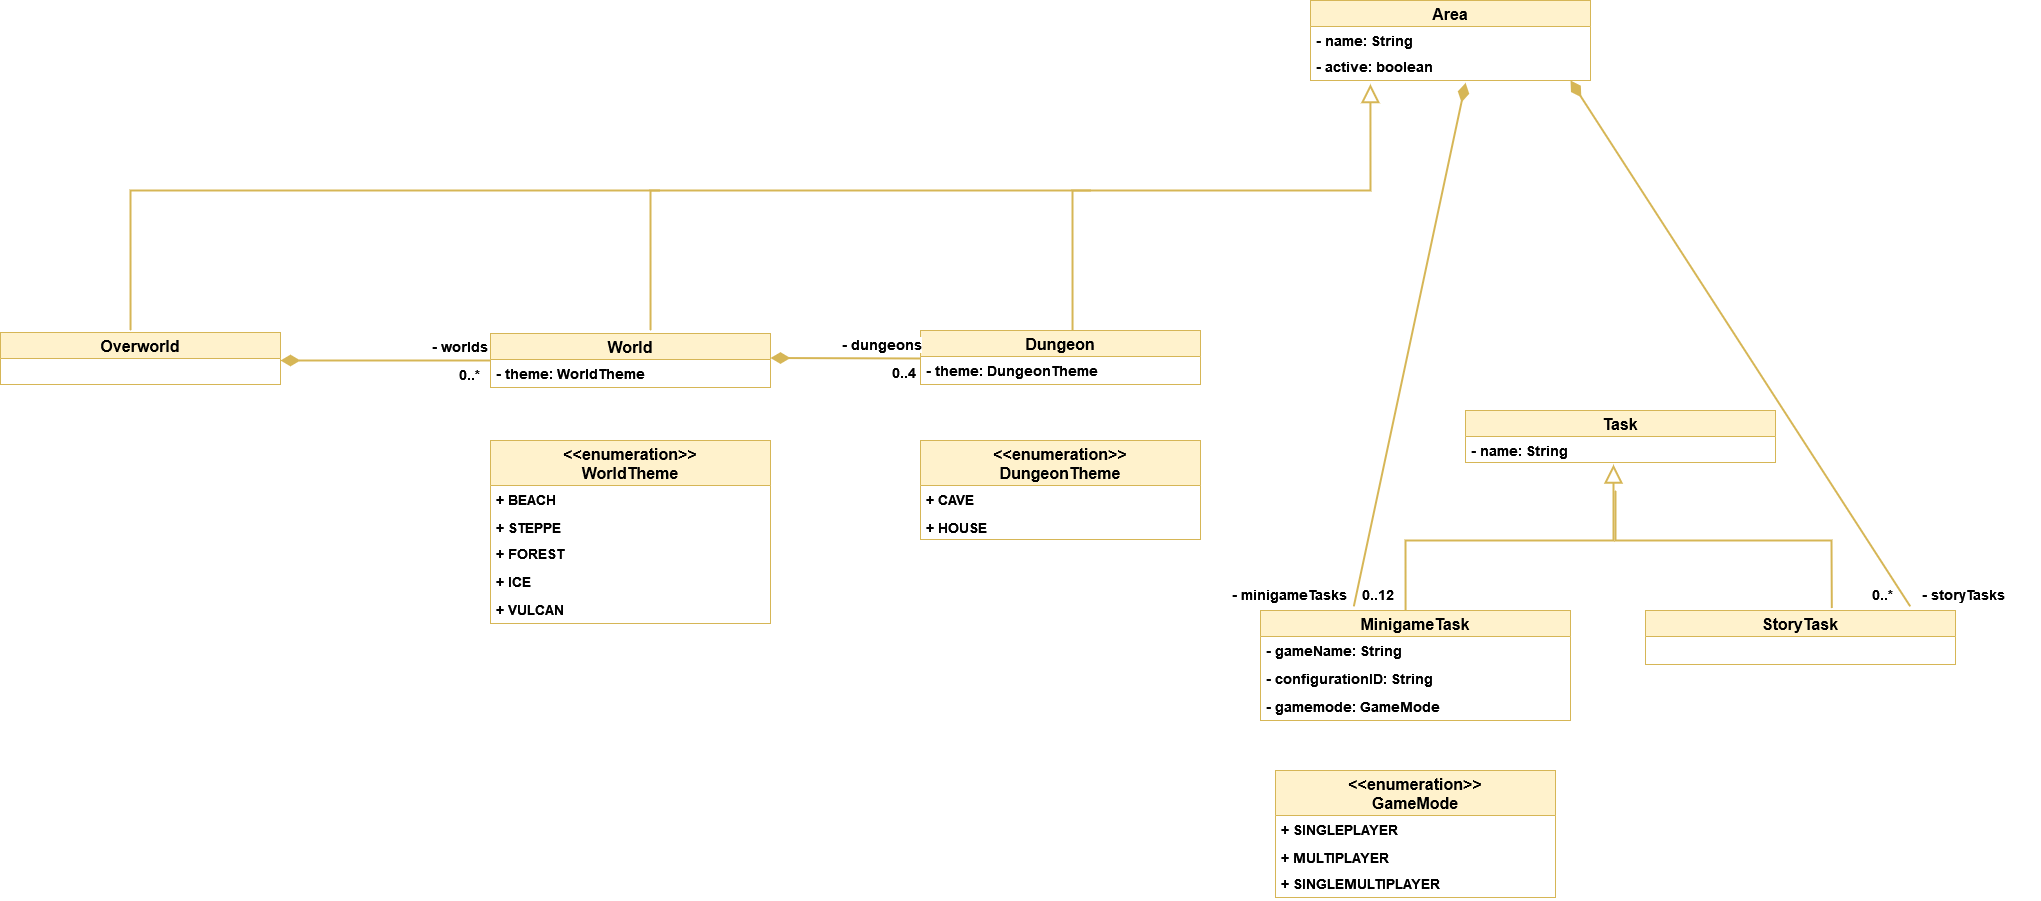 Area
- name: String
- active: boolean
Overworld
- worlds
0..*
World
- theme: WorldTheme
- dungeons
0..4
Dungeon
- theme: DungeonTheme
<<enumeration>>
WorldTheme
+ BEACH
+ STEPPE
+ FOREST
+ ICE
+ VULCAN
<<enumeration>>
DungeonTheme
+ CAVE
+ HOUSE
Task
- name: String
- minigameTasks
0..12
0..*
- storyTasks
MinigameTask
- gameName: String
- configurationID: String
- gamemode: GameMode
StoryTask
<<enumeration>>
GameMode
+ SINGLEPLAYER
+ MULTIPLAYER
+ SINGLEMULTIPLAYER